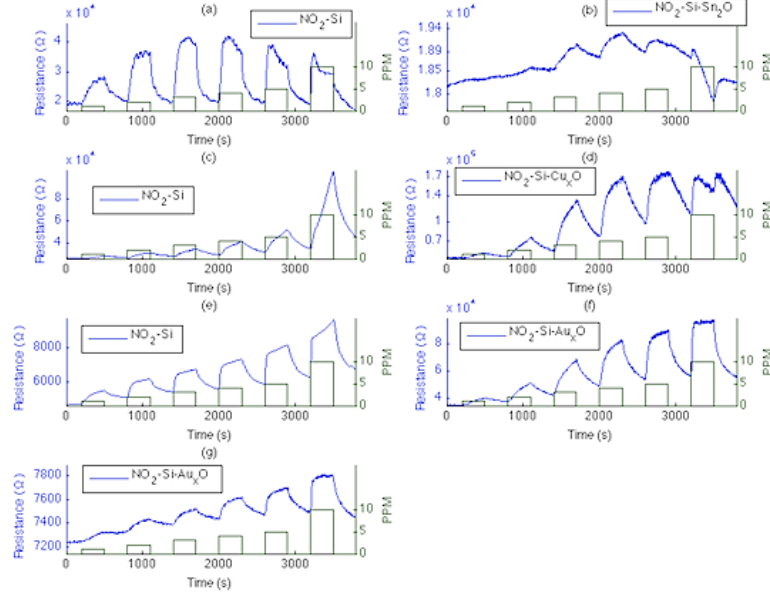 (a)
NO2-Si
x 10^4
4
3
2
Resistance (Ω)
10
5
0
PPM
0 1000 2000 3000
Time (s)
(b)
NO2-Si-Sn2O
x 10^4
1.94
1.89
1.85
1.8
Resistance (Ω)
10
5
0
PPM
0 1000 2000 3000
Time (s)
(c)
NO2-Si
x 10^4
8
6
4
Resistance (Ω)
10
5
0
PPM
0 1000 2000 3000
Time (s)
(d)
NO2-Si-CuxO
1.7
1
0.7
Resistance (Ω)
10
5
0
PPM
0 1000 2000 3000
Time (s)
(e)
NO2-Si
8000
6000
Resistance (Ω)
10
5
0
PPM
0 1000 2000 3000
Time (s)
(f)
NO2-Si-AuxO
x 10^4
8
6
4
Resistance (Ω)
10
5
0
PPM
0 1000 2000 3000
Time (s)
(g)
NO2-Si-AuxO
7800
7600
7400
7200
Resistance (Ω)
10
5
0
PPM
0 1000 2000 3000
Time (s)